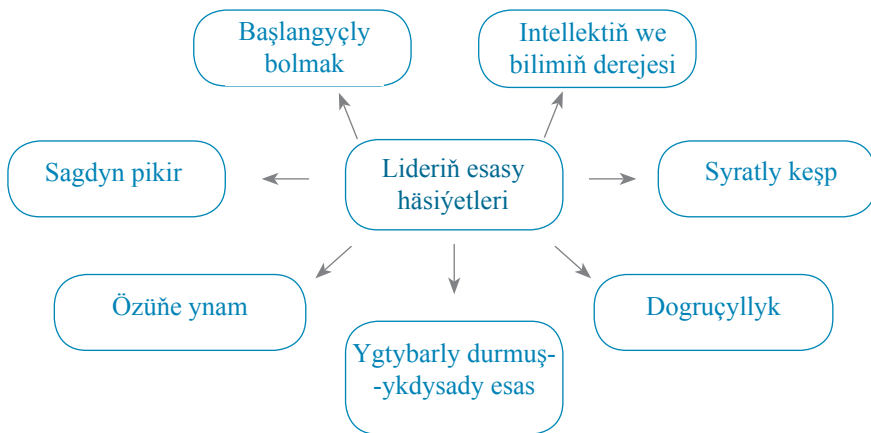 Başlangyçly
bolmak
Intellektiň we
bilimiň derejesi
Sagdyn pikir
Lideriň esasy
häsiýetleri
Syratly keşp
Özüňe ynam
Dogruçyllyk
Ygtybarly durmuş-
-ykdysady esas